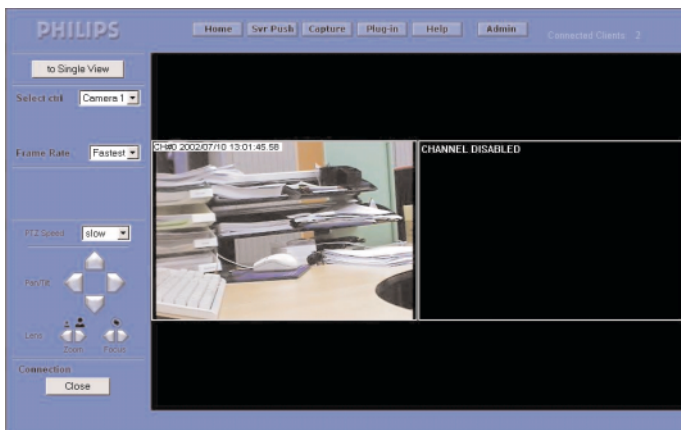 PHILIPS
Home Svr Push Capture Plug-in Help Admin Connected Clients: 2
to Single View
Select ctrl Camera 1
Frame Rate: Fastest
PTZ Speed slow
Pan/Tilt
Lens
Zoom Focus
Connection
Close
CH#0 2002/07/10 13:01:45.58
CHANNEL DISABLED